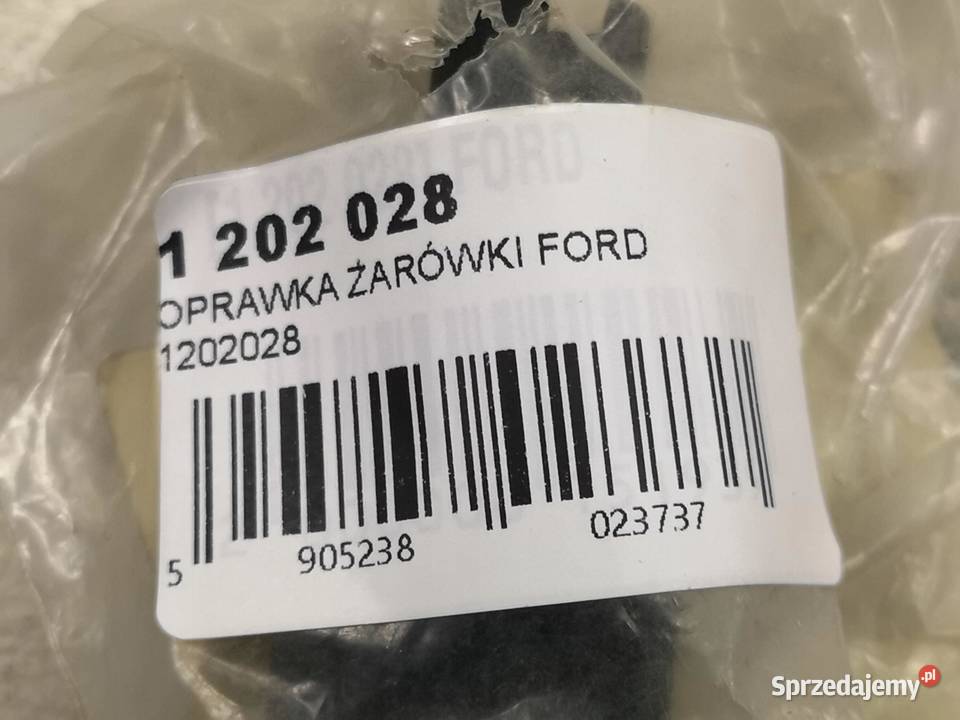 1 202 028
OPRAWKA ŻARÓWKI FORD
1202028
5 905238 023737
Sprzedajemy.pl